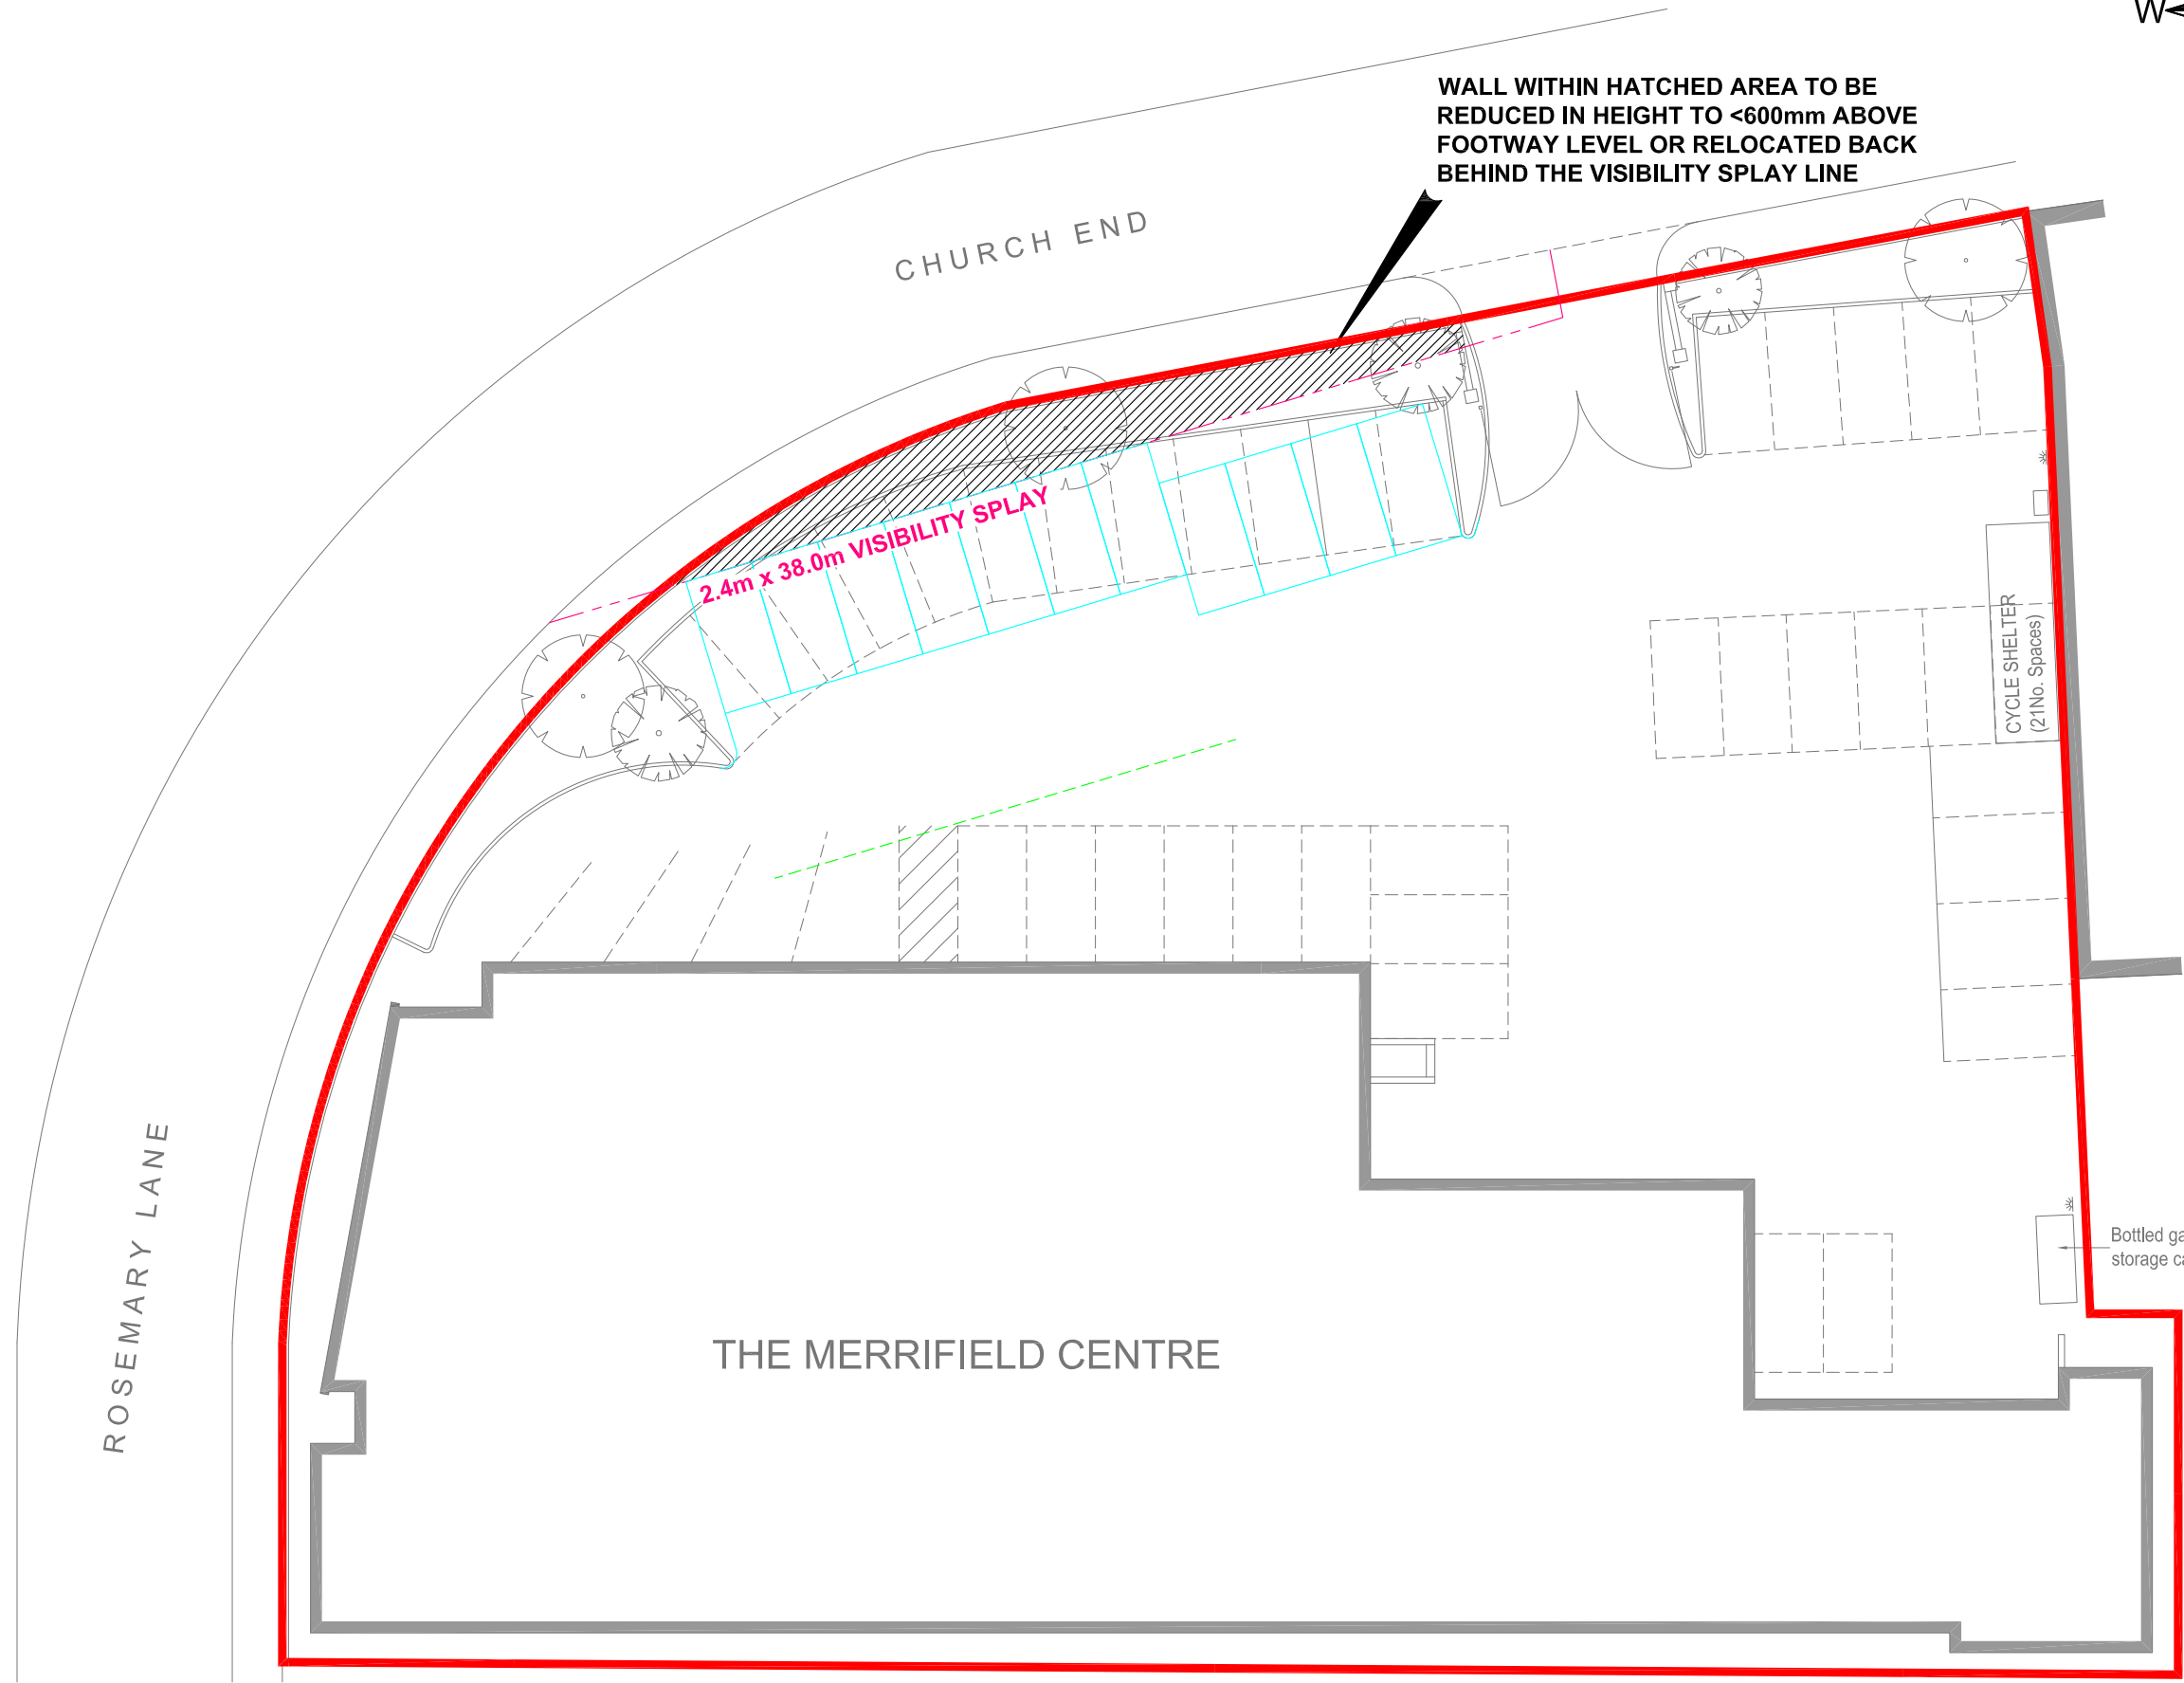 W
WALL WITHIN HATCHED AREA TO BE
REDUCED IN HEIGHT TO <600mm ABOVE
FOOTWAY LEVEL OR RELOCATED BACK
BEHIND THE VISIBILITY SPLAY LINE
CHURCH END
2.4m x 38.0m VISIBILITY SPLAY
CYCLE SHELTER
(21No. Spaces)
ROSEMARY LANE
Bottled
storage
THE MERRIFIELD CENTRE